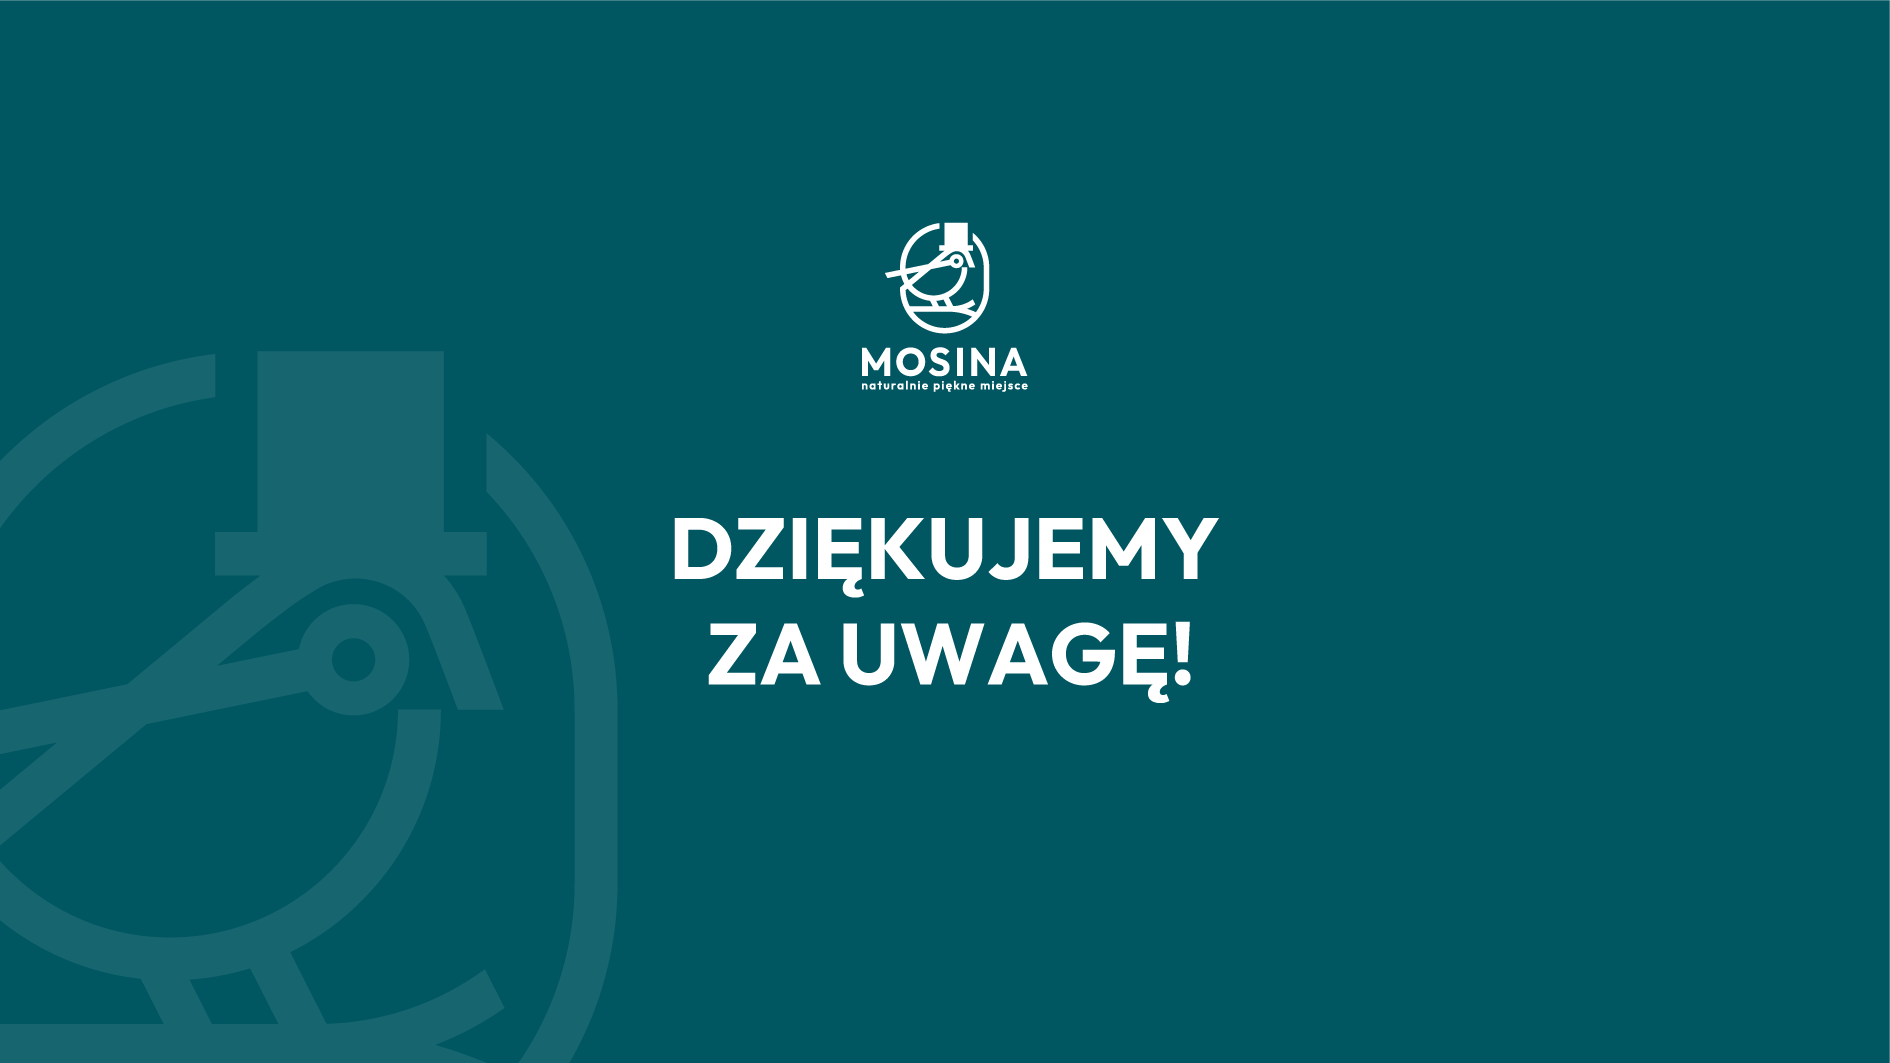 MOSINA
naturalnie piękne miejsce
DZIĘKUJEMY
ZA UWAGĘ!